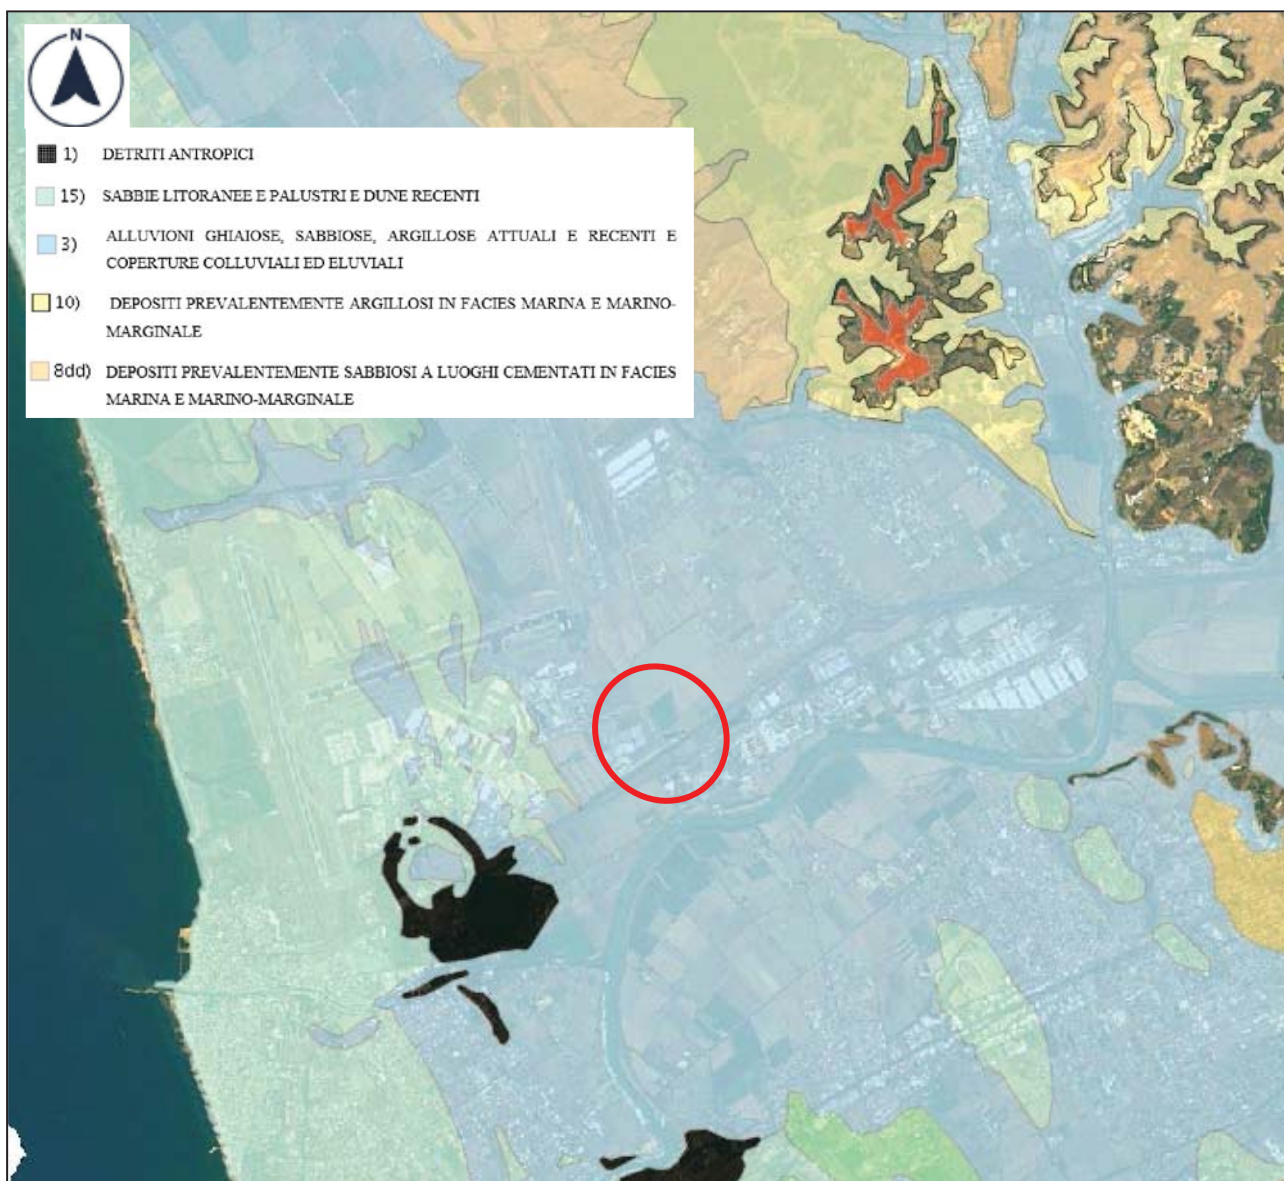 N
1) DETRITI ANTROPICI
15) SABBIE LITORANEE E PALUSTRI E DUNE RECENTI
3) ALLUVIONI GHIAIOSE, SABBIOSE, ARGILLOSE ATTUALI E RECENTI E
COPERTURE COLLUVIALI ED ELUVIALI
10) DEPOSITI PREVALENTEMENTE ARGILLOSI IN FACIES MARINA E MARINO-
MARGINALE
8dd) DEPOSITI PREVALENTEMENTE SABBIOSI A LUOGHI CEMENTATI IN FACIES
MARINA E MARINO-MARGINALE